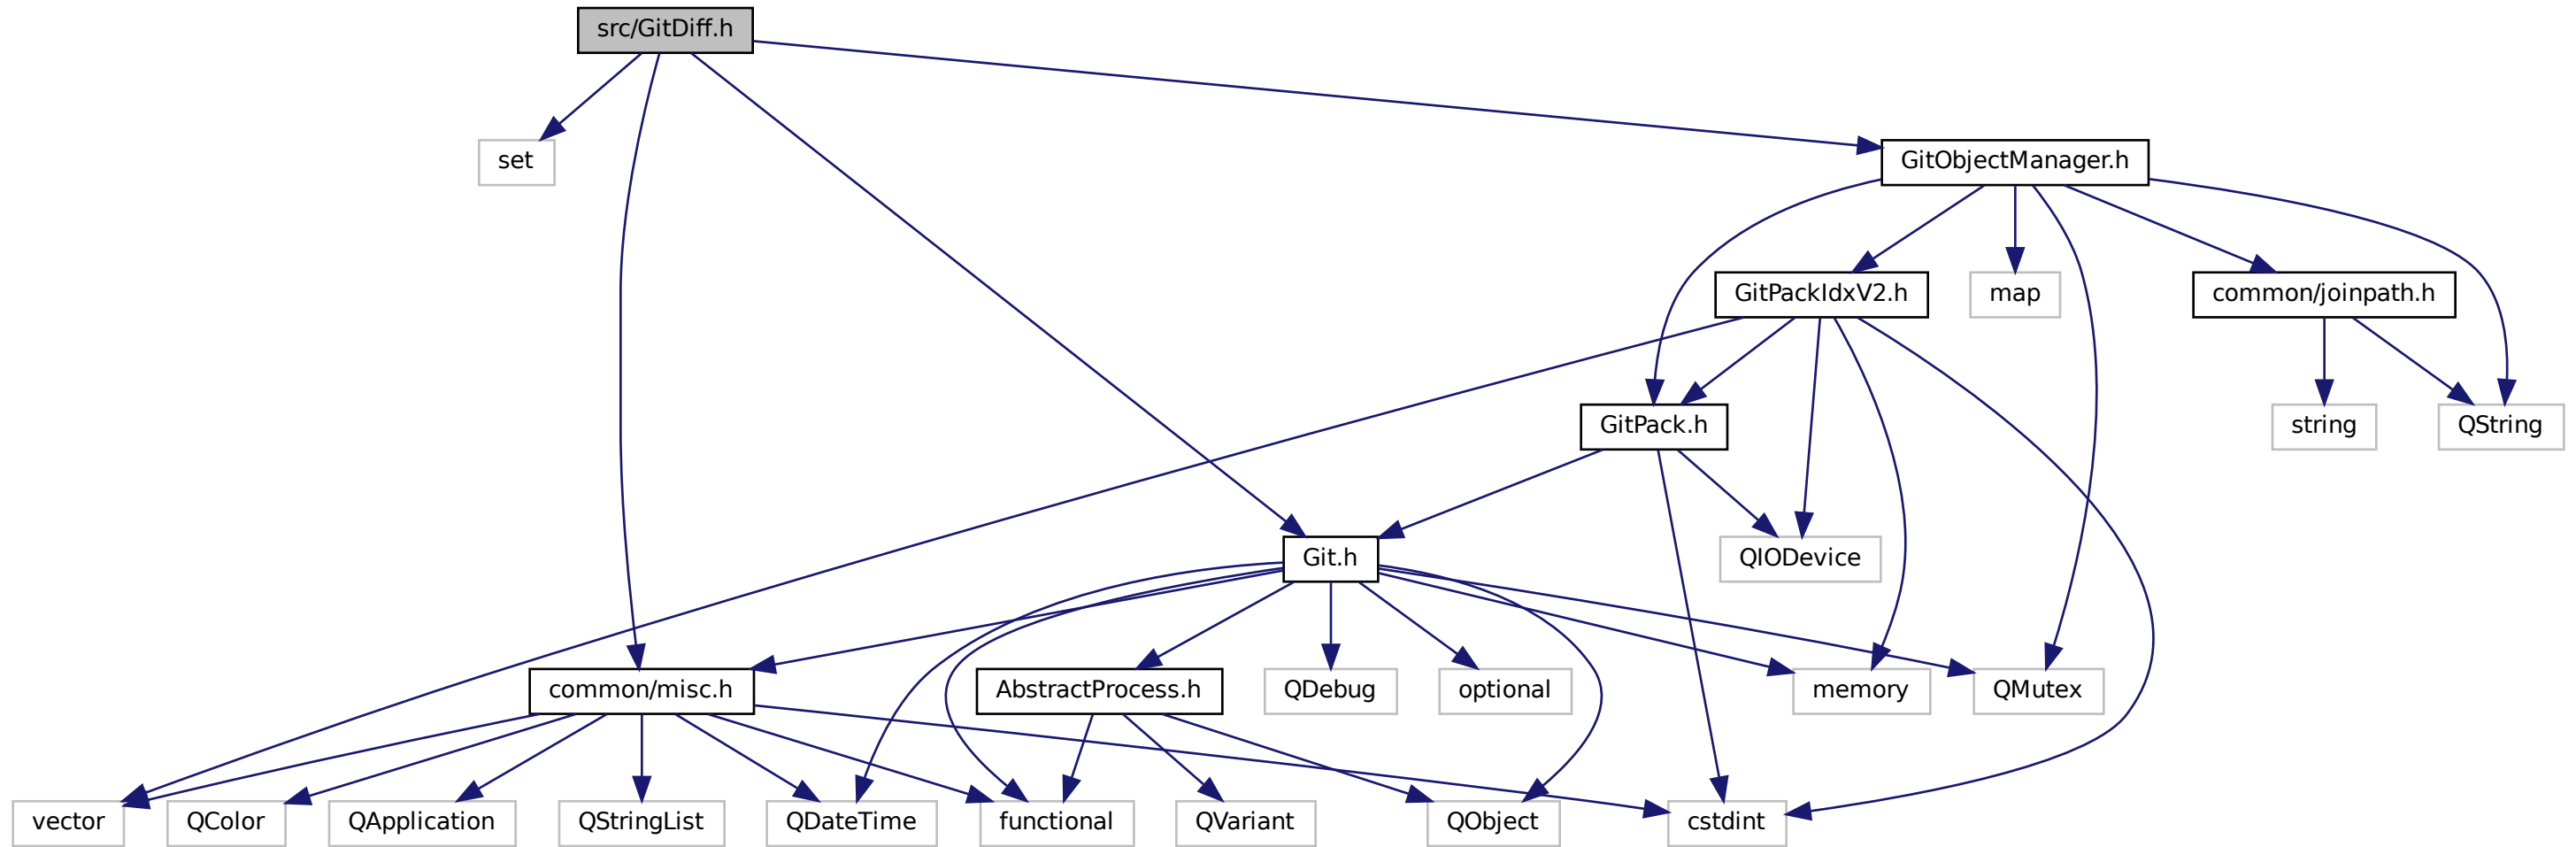 src/GitDiff.h
set
GitObjectManager.h
GitPackIdxV2.h
map
common/joinpath.h
GitPack.h
string
QString
Git.h
QIODevice
common/misc.h
AbstractProcess.h
QDebug
optional
memory
QMutex
vector
QColor
QApplication
QStringList
QDateTime
functional
QVariant
QObject
cstdint